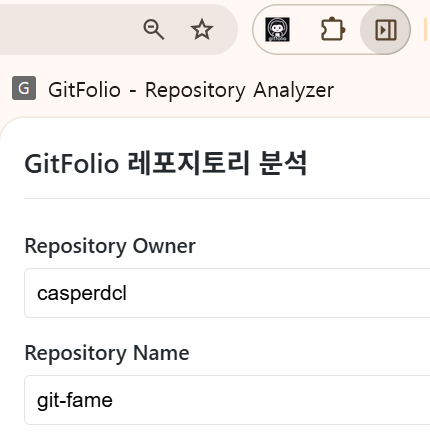 G GitFolio - Repository Analyzer
GitFolio 레포지토리 분석
Repository Owner
casperdcl
Repository Name
git-fame